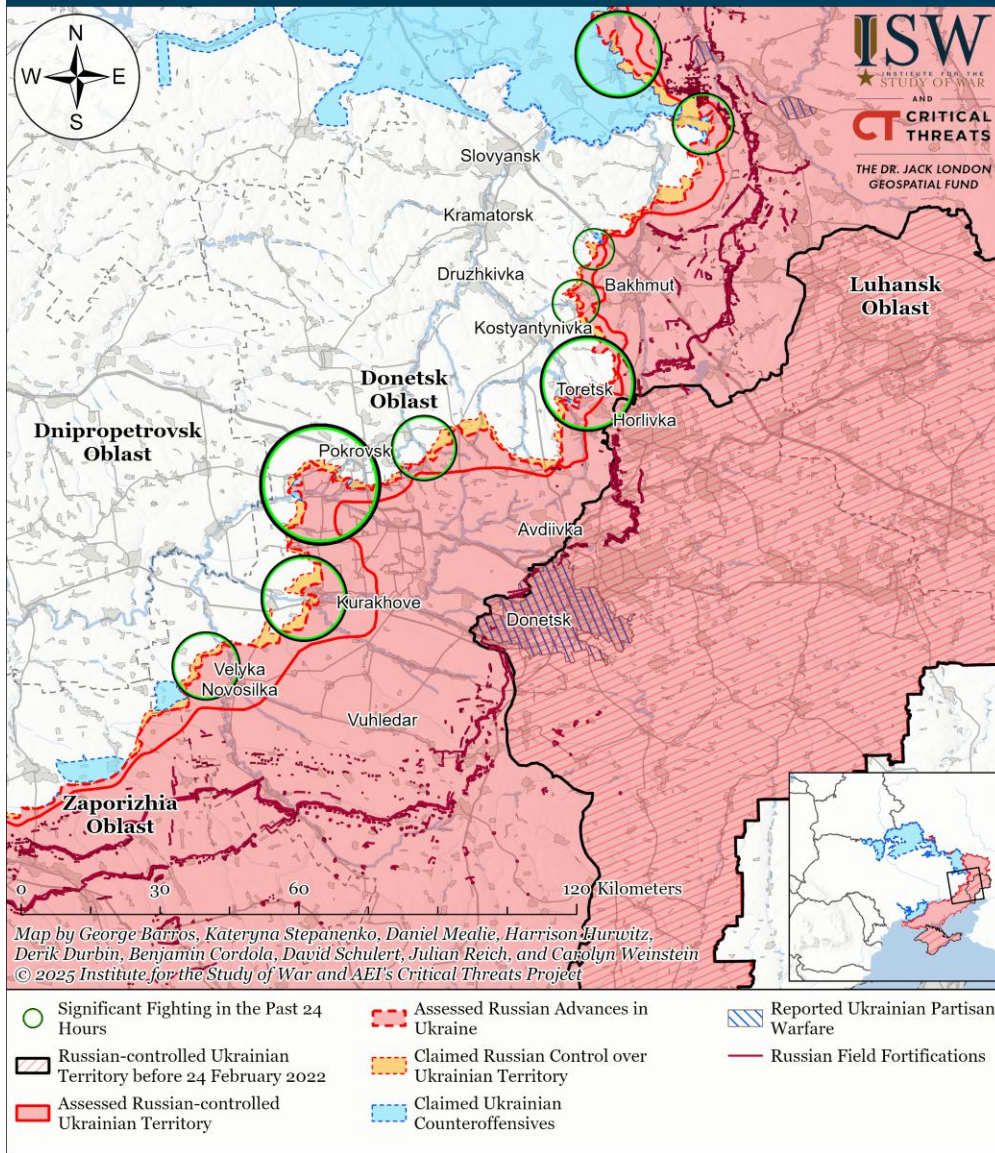 N
W E
S
ISW
INSTITUTE FOR THE
STUDY OF WAR
AND
CT CRITICAL
THREATS
THE DR. JACK LONDON
GEOSPATIAL FUND
Slovyansk
Kramatorsk
Druzhkivka
Bakhmut
Luhansk
Oblast
Kostyantynivka
Donetsk
Oblast
Toretsk
Horlivka
Dnipropetrovsk
Oblast
Pokrovsk
Avdiivka
Kurakhove
Donetsk
Velyka
Novosilka
Vuhledar
Zaporizhia
Oblast
0 30 60 120 Kilometers
Map by George Barros, Kateryna Stepanenko, Daniel Mealie, Harrison Hurwitz,
Derik Durbin, Benjamin Cordola, David Schulert, Julian Reich, and Carolyn Weinstein
© 2025 Institute for the Study of War and AEI's Critical Threats Project
Significant Fighting in the Past 24
Hours
Russian-controlled Ukrainian
Territory before 24 February 2022
Assessed Russian-controlled
Ukrainian Territory
Assessed Russian Advances in
Ukraine
Claimed Russian Control over
Ukrainian Territory
Claimed Ukrainian
Counteroffensives
Reported Ukrainian Partisan
Warfare
Russian Field Fortifications